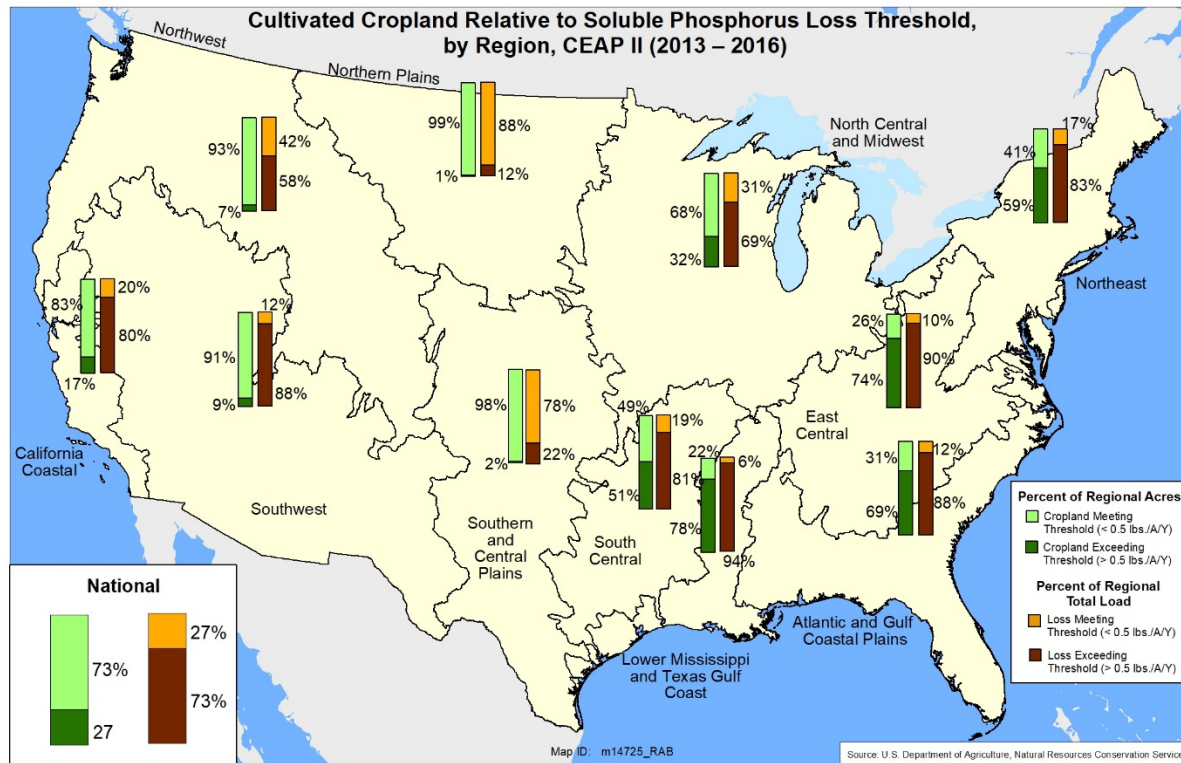 Cultivated Cropland Relative to Soluble Phosphorus Loss Threshold,
by Region, CEAP II (2013 – 2016)
Northwest
Northern Plains
North Central
and Midwest
Northeast
East
Central
California
Coastal
Southwest
Southern
and
Central
Plains
South
Central
Lower Mississippi
and Texas Gulf
Coast
Atlantic and Gulf
Coastal Plains
93%
42%
58%
7%
99%
88%
1%
12%
68%
31%
69%
32%
17%
41%
59%
83%
83%
20%
80%
17%
12%
91%
88%
9%
98%
78%
2%
22%
49%
19%
51%
81%
22%
6%
78%
94%
26%
10%
90%
74%
31%
12%
69%
88%
National
73%
27
27%
73%
Percent of Regional Acres
Cropland Meeting
Threshold (< 0.5 lbs./A/Y)
Cropland Exceeding
Threshold (> 0.5 lbs./A/Y)
Percent of Regional
Total Load
Loss Meeting
Threshold (< 0.5 lbs./A/Y)
Loss Exceeding
Threshold (> 0.5 lbs./A/Y)
Map ID: m14725_RAB
Source: U.S. Department of Agriculture, Natural Resources Conservation Service